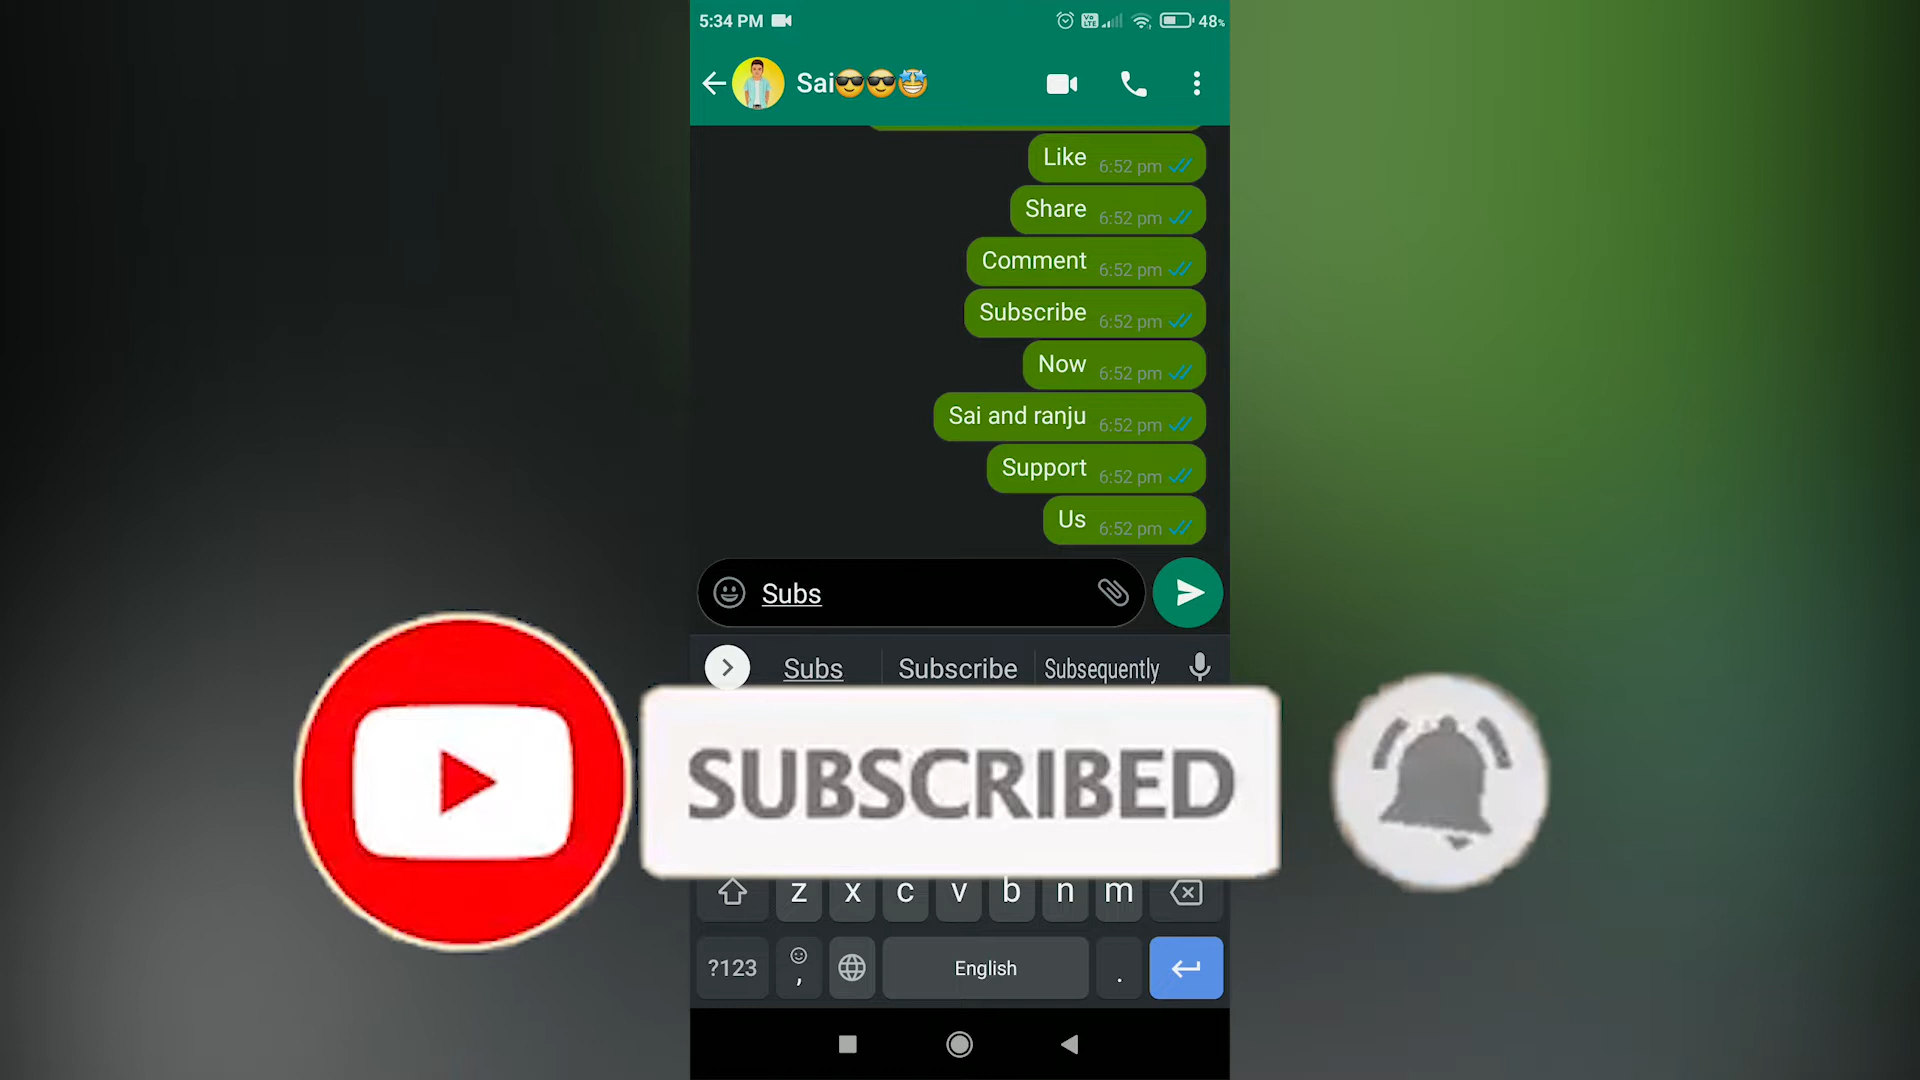 5:34 PM Vo LTE 48%
Sai😎😎🤩
Like 6:52 pm
Share 6:52 pm
Comment 6:52 pm
Subscribe 6:52 pm
Now 6:52 pm
Sai and ranju 6:52 pm
Support 6:52 pm
Us 6:52 pm
Subs
Subs Subscribe Subsequently
SUBSCRIBED
z x c v b n m
?123 , English .